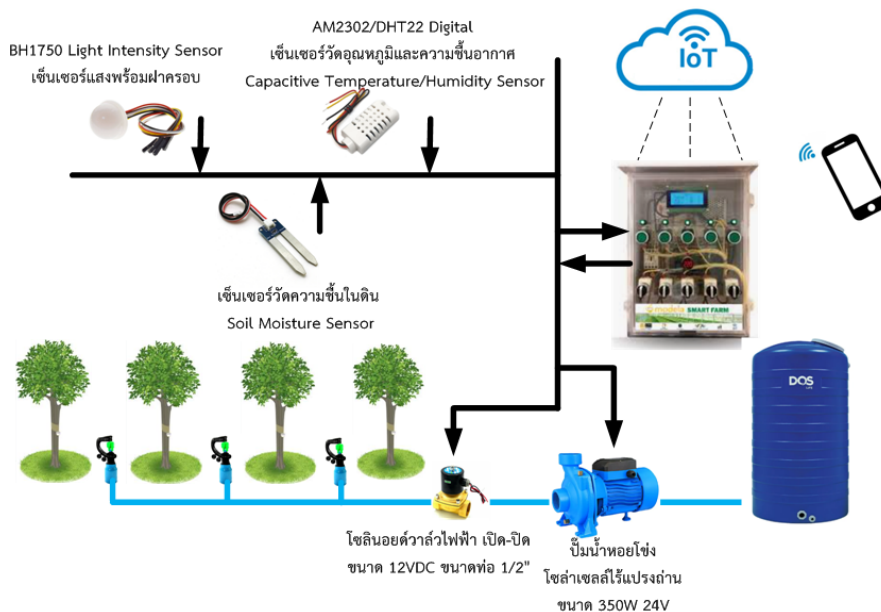 AM2302/DHT22 Digital
เซ็นเซอร์วัดอุณหภูมิและความชื้นอากาศ
Capacitive Temperature/Humidity Sensor
BH1750 Light Intensity Sensor
เซ็นเซอร์แสงพร้อมฝาครอบ
IoT
เซ็นเซอร์วัดความชื้นในดิน
Soil Moisture Sensor
modela SMART FARM
DOS
LIFE
โซลินอยด์วาล์วไฟฟ้า เปิด-ปิด
ขนาด 12VDC ขนาดท่อ 1/2"
ปั๊มน้ำหอยโข่ง
โซล่าเซลล์ไร้แปรงถ่าน
ขนาด 350W 24V